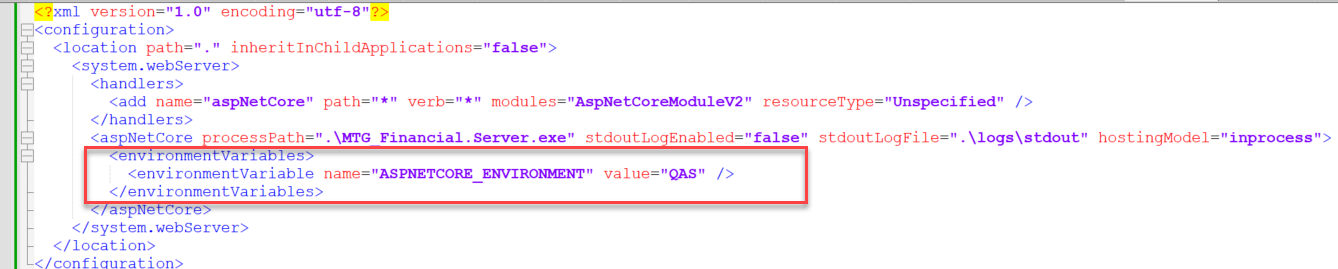 <?xml version="1.0" encoding="utf-8"?>
<configuration>
<location path="." inheritInChildApplications="false">
<system.webServer>
<handlers>
<add name="aspNetCore" path="*" verb="*" modules="AspNetCoreModuleV2" resourceType="Unspecified" />
</handlers>
<aspNetCore processPath=".\MTG_Financial.Server.exe" stdoutLogEnabled="false" stdoutLogFile=".\logs\stdout" hostingModel="inprocess">
<environmentVariables>
<environmentVariable name="ASPNETCORE_ENVIRONMENT" value="QAS" />
</environmentVariables>
</aspNetCore>
</system.webServer>
</location>
</configuration>